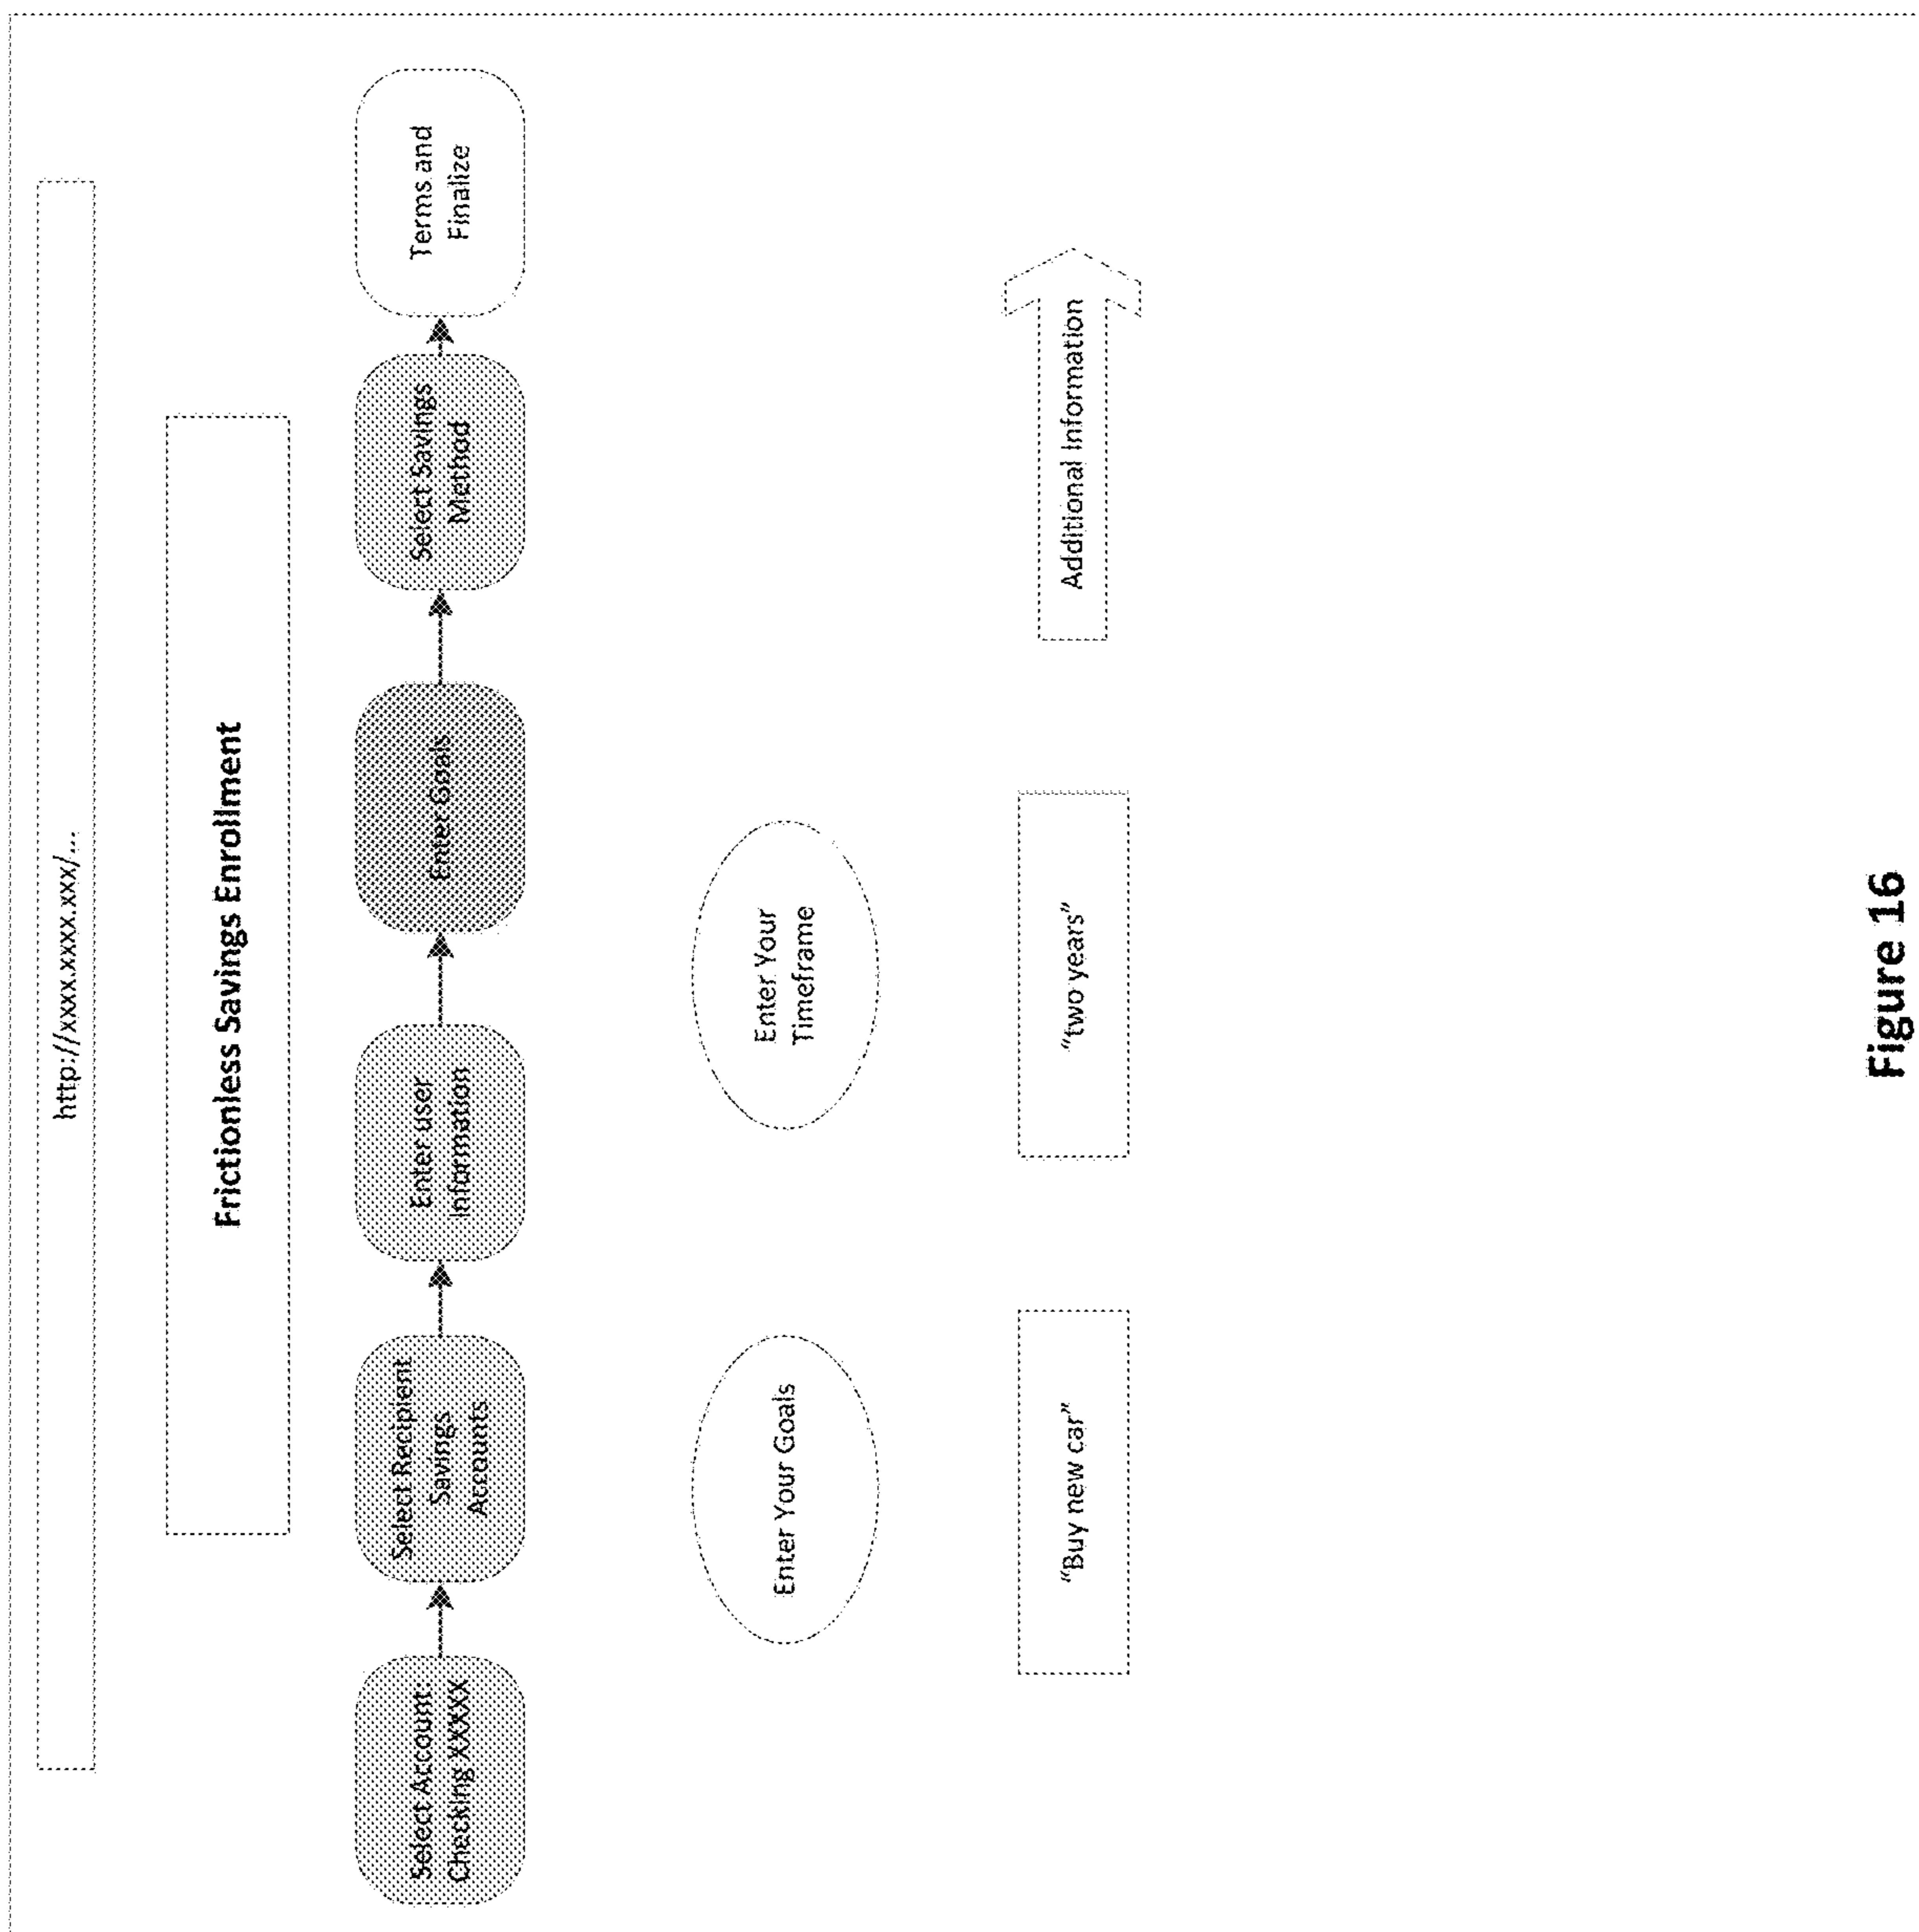 http://xxxx.xxxx.xxx/...
Frictionless Savings Enrollment
Select Account:
Checking XXXXX
Select Recipient
Savings
Accounts
Enter user
Information
Enter Goals
Select Savings
Method
Terms and
Finalize
Enter Your Goals
Enter Your
Timeframe
“Buy new car”
“two years”
Additional Information
Figure 16